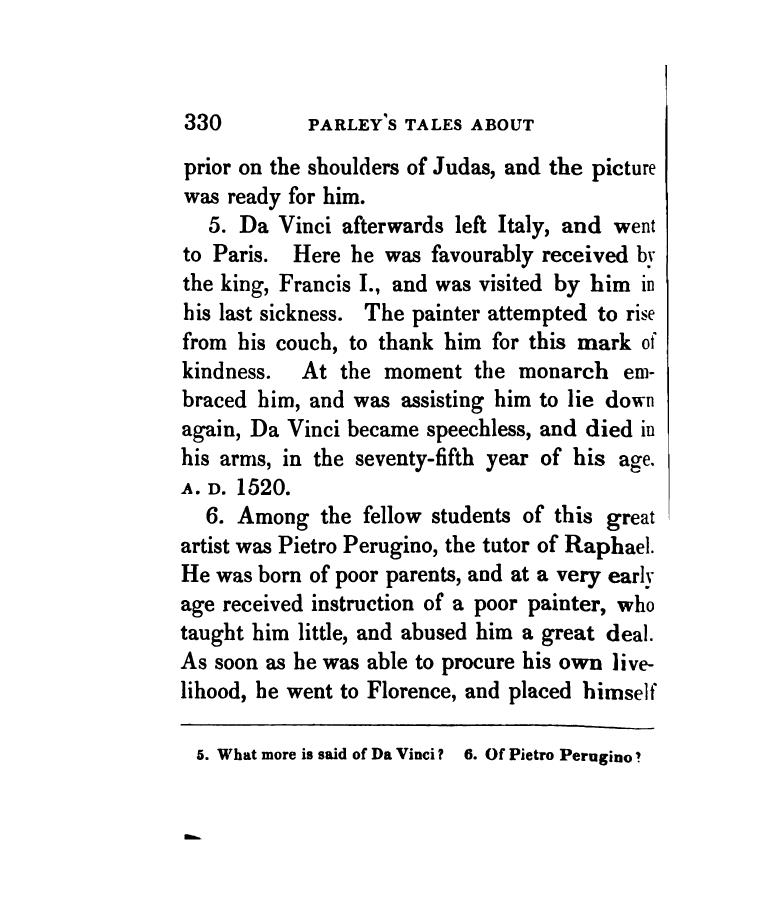 330 PARLEY'S TALES ABOUT
prior on the shoulders of Judas, and the picture
was ready for him.
5. Da Vinci afterwards left Italy, and went
to Paris. Here he was favourably received by
the king, Francis I., and was visited by him in
his last sickness. The painter attempted to rise
from his couch, to thank him for this mark of
kindness. At the moment the monarch em-
braced him, and was assisting him to lie down
again, Da Vinci became speechless, and died in
his arms, in the seventy-fifth year of his age.
A. D. 1520.
6. Among the fellow students of this great
artist was Pietro Perugino, the tutor of Raphael.
He was born of poor parents, and at a very early
age received instruction of a poor painter, who
taught him little, and abused him a great deal.
As soon as he was able to procure his own live-
lihood, he went to Florence, and placed himself
5. What more is said of Da Vinci? 6. Of Pietro Perugino?